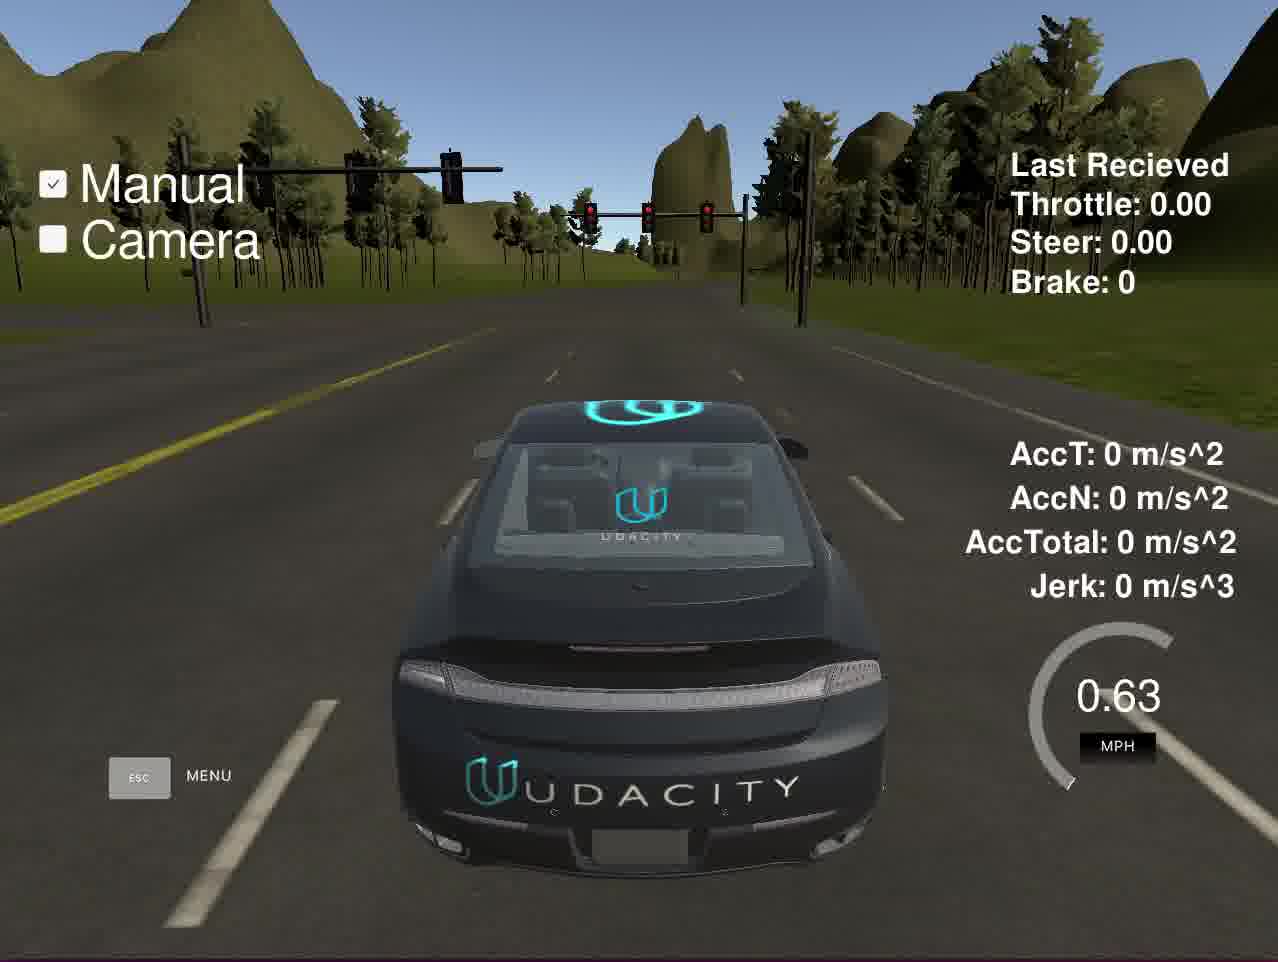 Manual
Camera
Last Recieved
Throttle: 0.00
Steer: 0.00
Brake: 0
UDACITY
AccT: 0 m/s^2
AccN: 0 m/s^2
AccTotal: 0 m/s^2
Jerk: 0 m/s^3
0.63
MPH
ESC MENU
UDACITY